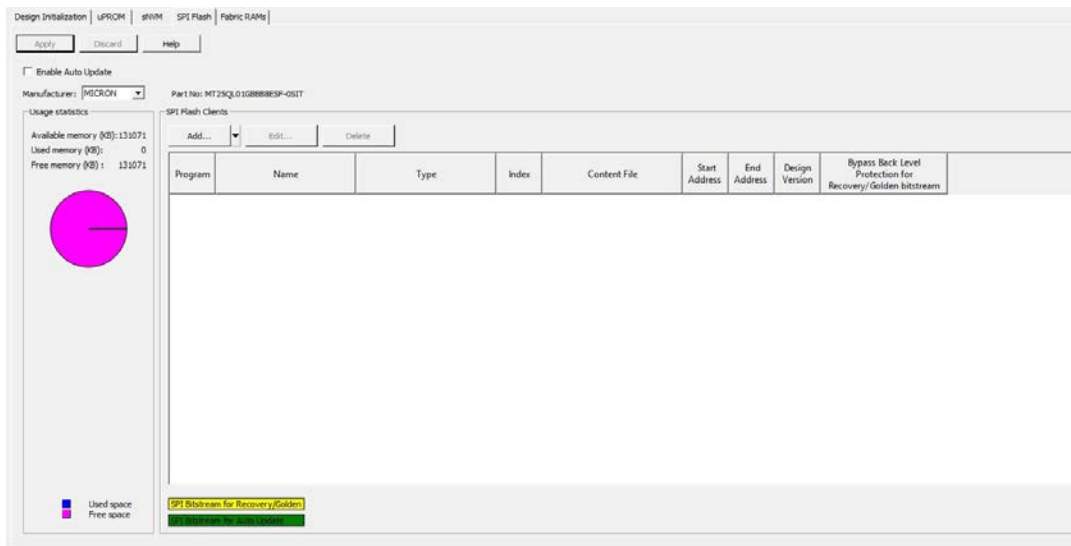 Design Initialization uPROM sNVM SPI Flash Fabric RAMs
Apply Discard Help
Enable Auto Update
Manufacturer: MICRON Part No: MT25QL01GBBB8ESF-0SIT
Usage statistics SPI Flash Clients
Available memory (KB): 131071
Used memory (KB): 0
Free memory (KB) : 131071
Add... Edit... Delete
Program Name Type Index Content File Start Address End Address Design Version Bypass Back Level Protection for Recovery/Golden bitstream
Used space
Free space
SPI Bitstream for Recovery/Golden
SPI Bitstream for Auto Update